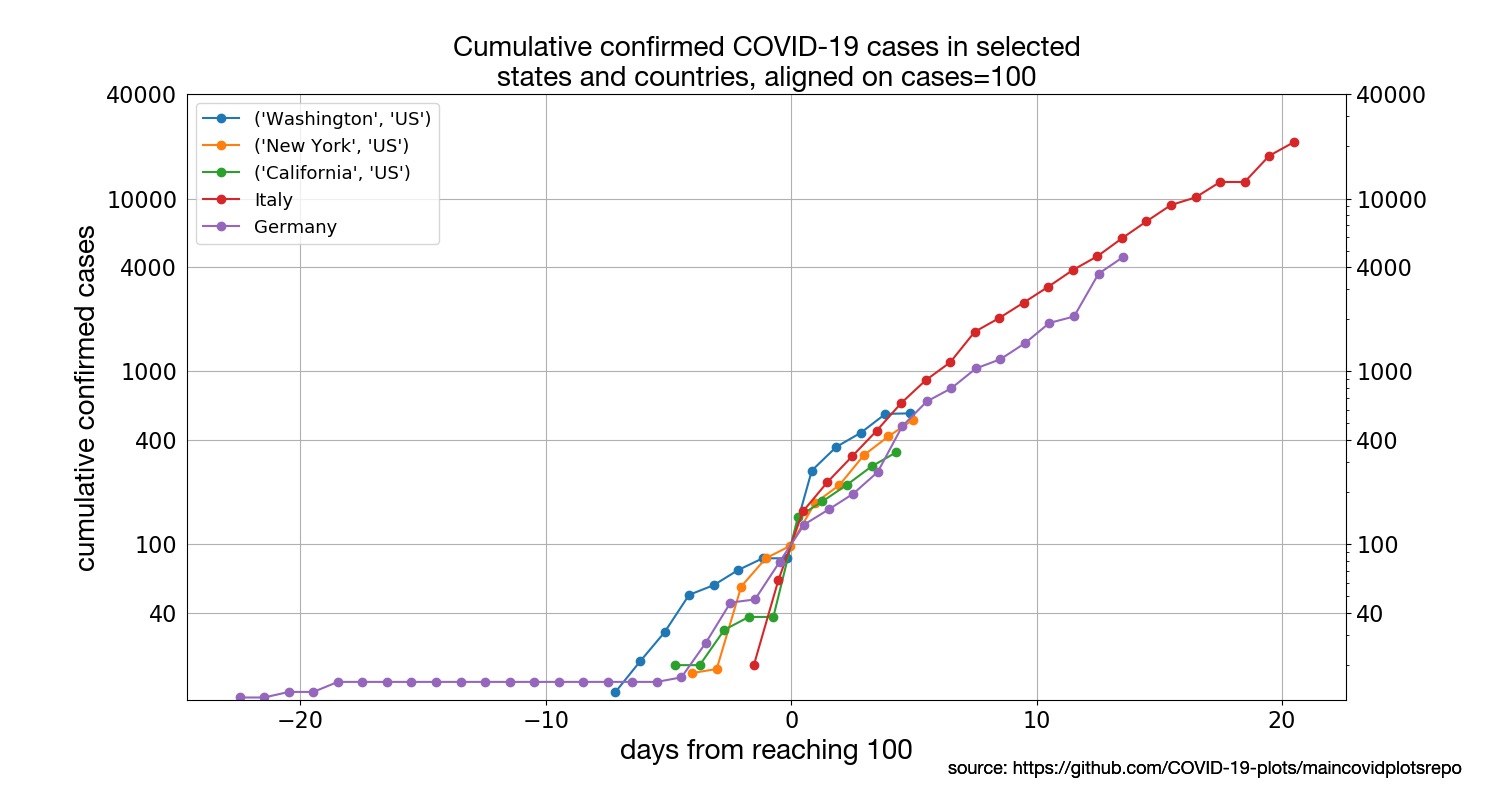 Cumulative confirmed COVID-19 cases in selected
states and countries, aligned on cases=100
('Washington', 'US')
('New York', 'US')
('California', 'US')
Italy
Germany
cumulative confirmed cases
40000
10000
4000
1000
400
100
40
40000
10000
4000
1000
400
100
40
−20
−10
0
10
20
days from reaching 100
source: https://github.com/COVID-19-plots/maincovidplotsrepo